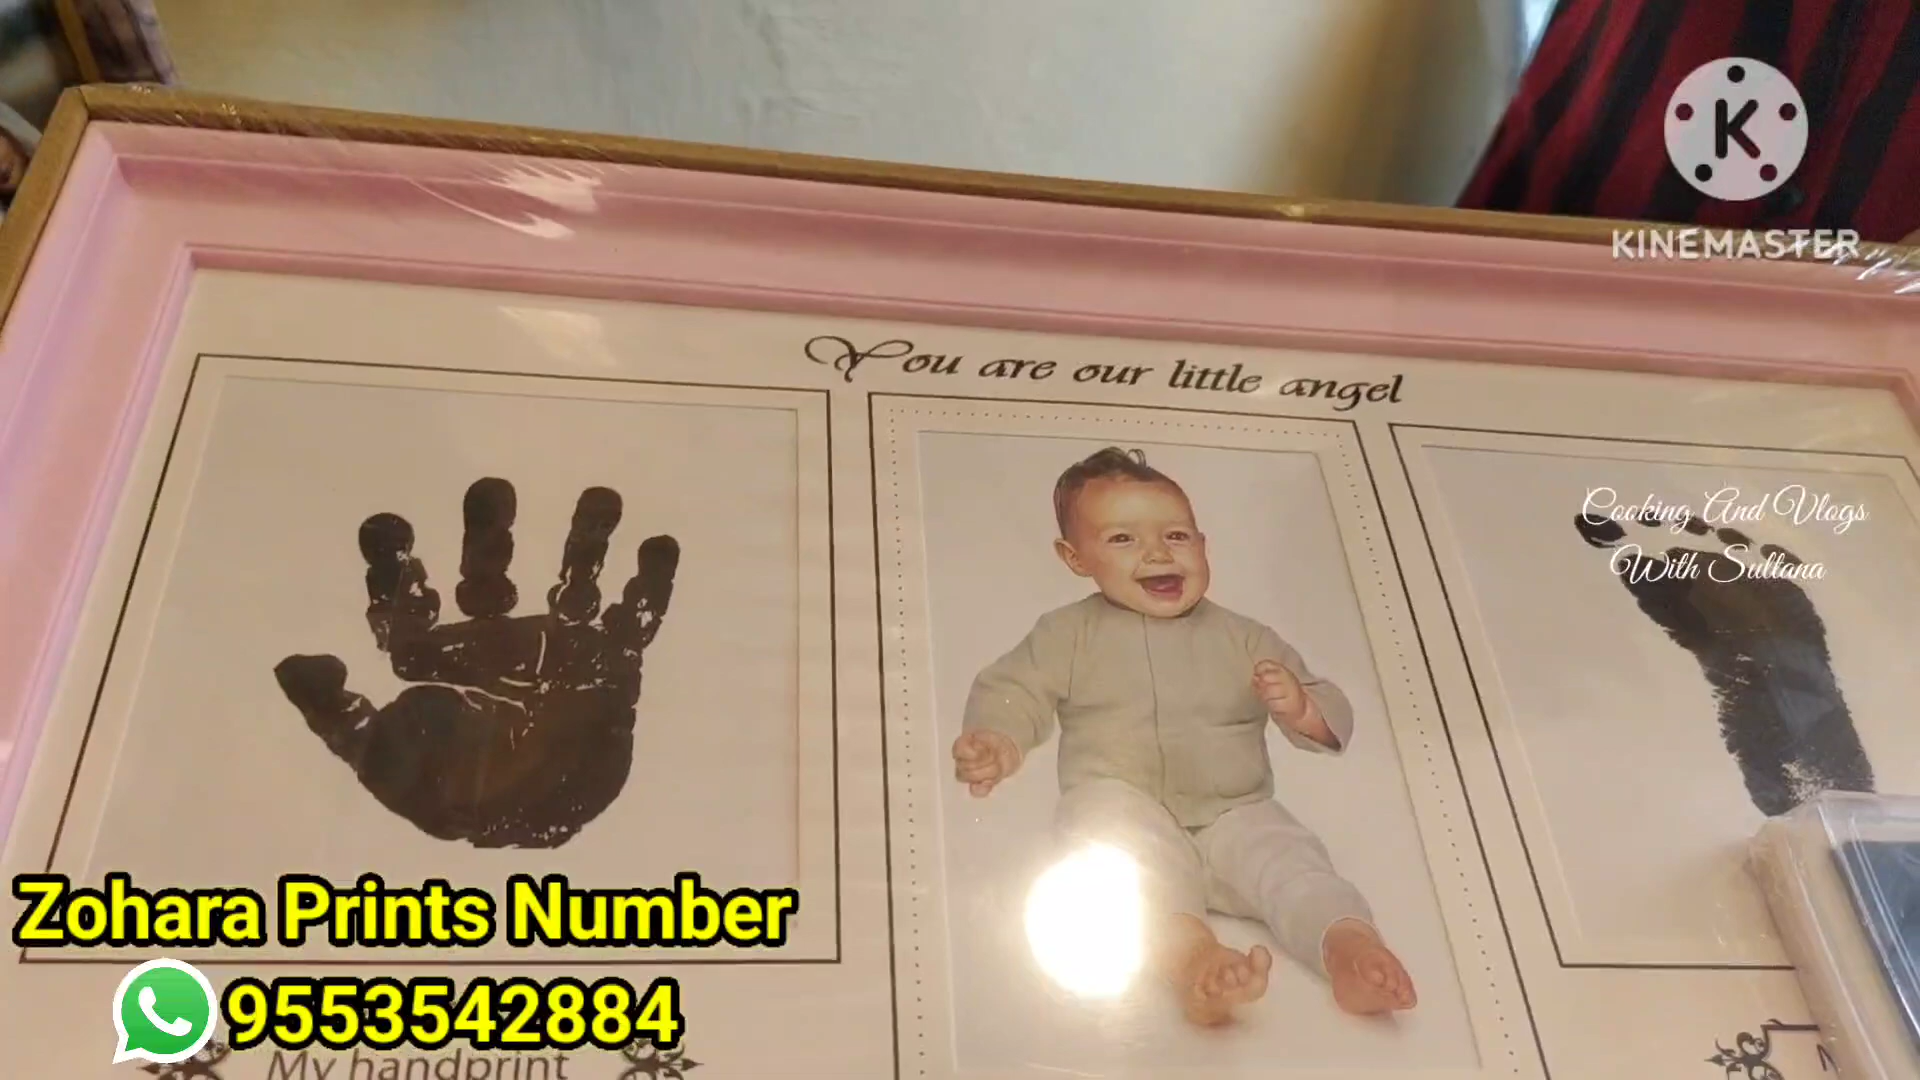 K
KINEMASTER
You are our little angel
Cooking And Vlogs
With Sultana
Zohara Prints Number
9553542884
My handprint